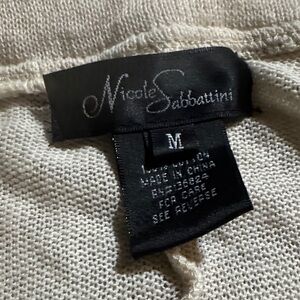 Nicole Sabbattini
M
100% COTTON
MADE IN CHINA
FOR CARE
SEE REVERSE